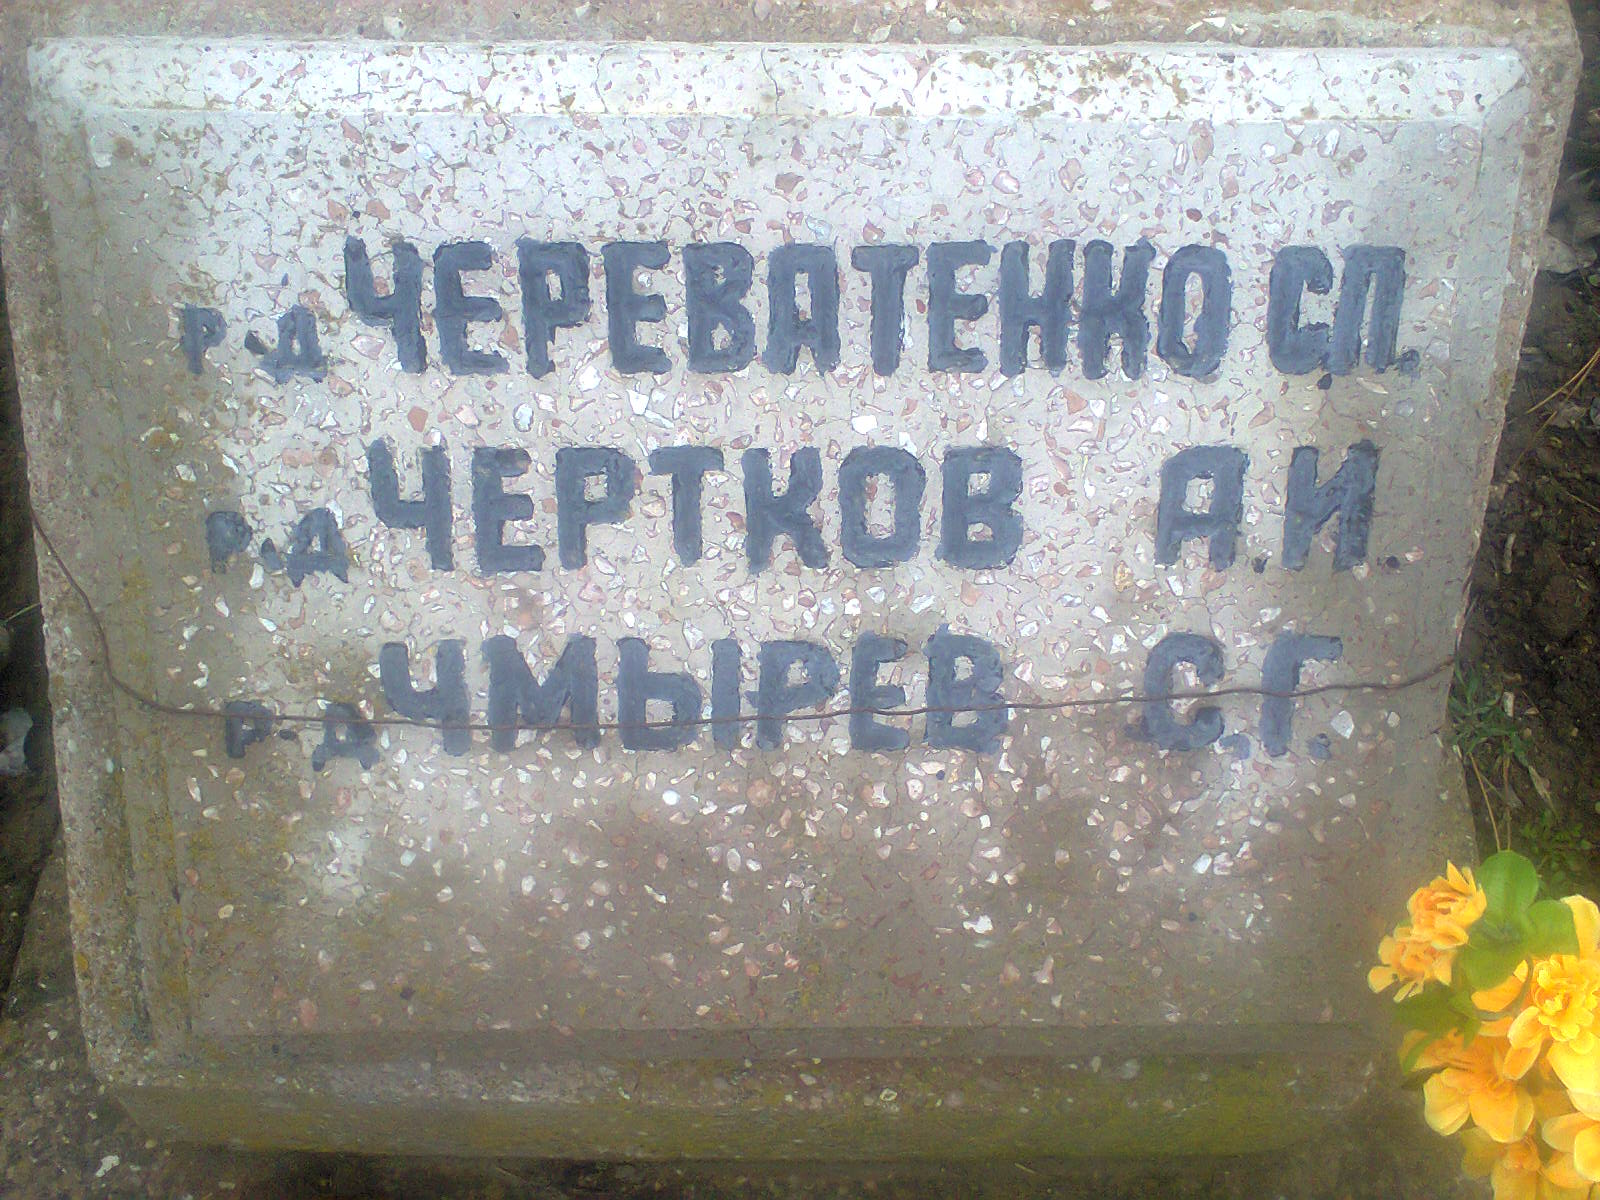 р-д ЧЕРЕВАТЕНКО С.П.
р.д ЧЕРТКОВ А.И
р-д ЧМЫРЕВ С.Г.